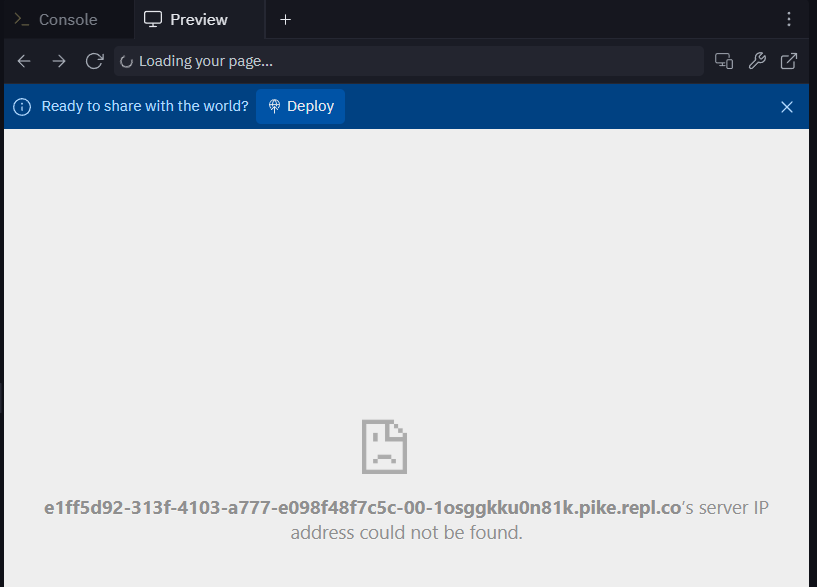 Console
Preview
Loading your page...
Ready to share with the world?
Deploy
e1ff5d92-313f-4103-a777-e098f48f7c5c-00-1osggkku0n81k.pike.repl.co's server IP
address could not be found.